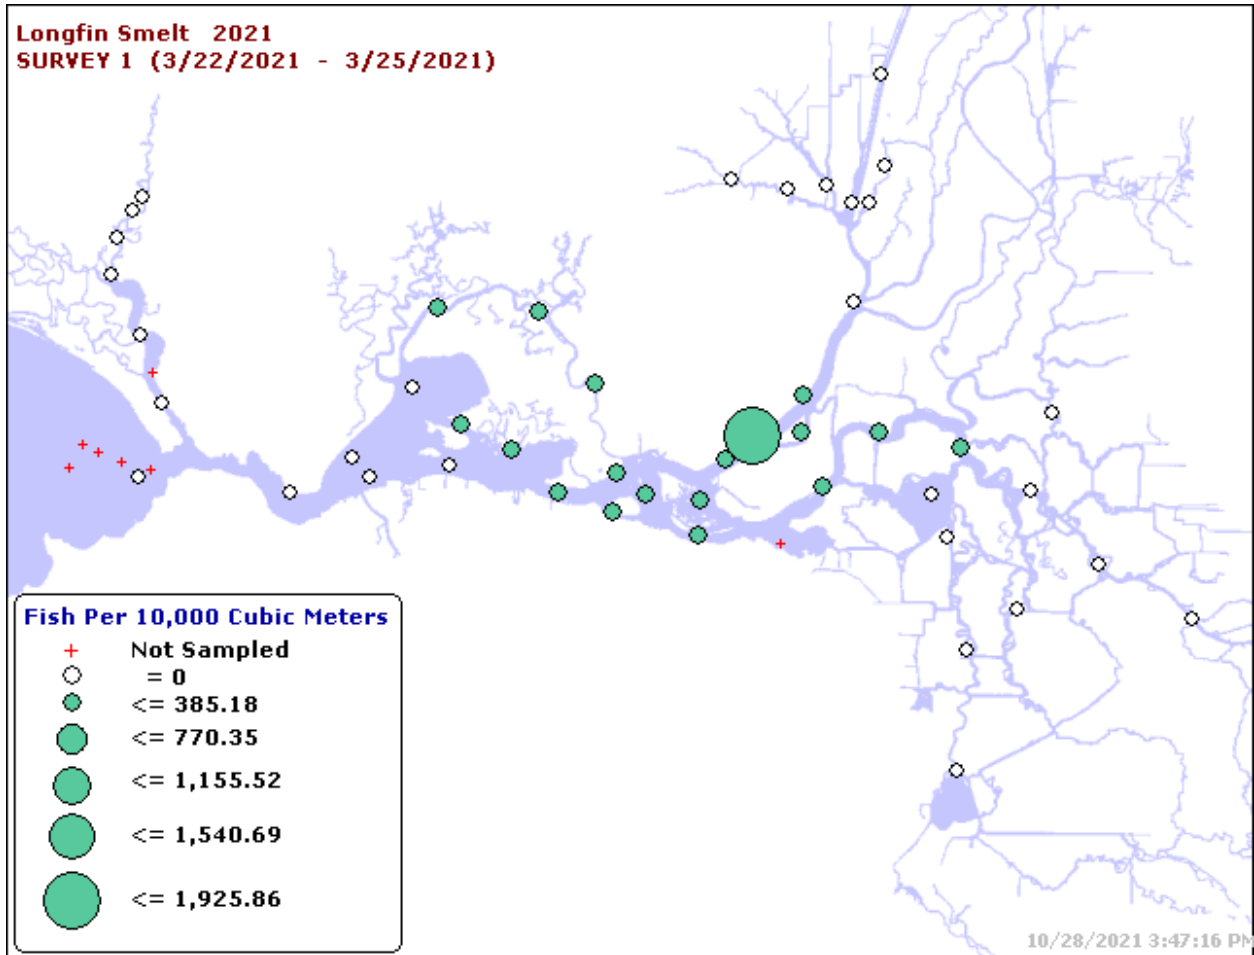 Longfin Smelt 2021
SURVEY 1 (3/22/2021 - 3/25/2021)
Fish Per 10,000 Cubic Meters
Not Sampled
= 0
<= 385.18
<= 770.35
<= 1,155.52
<= 1,540.69
<= 1,925.86
10/28/2021 3:47:16 PM